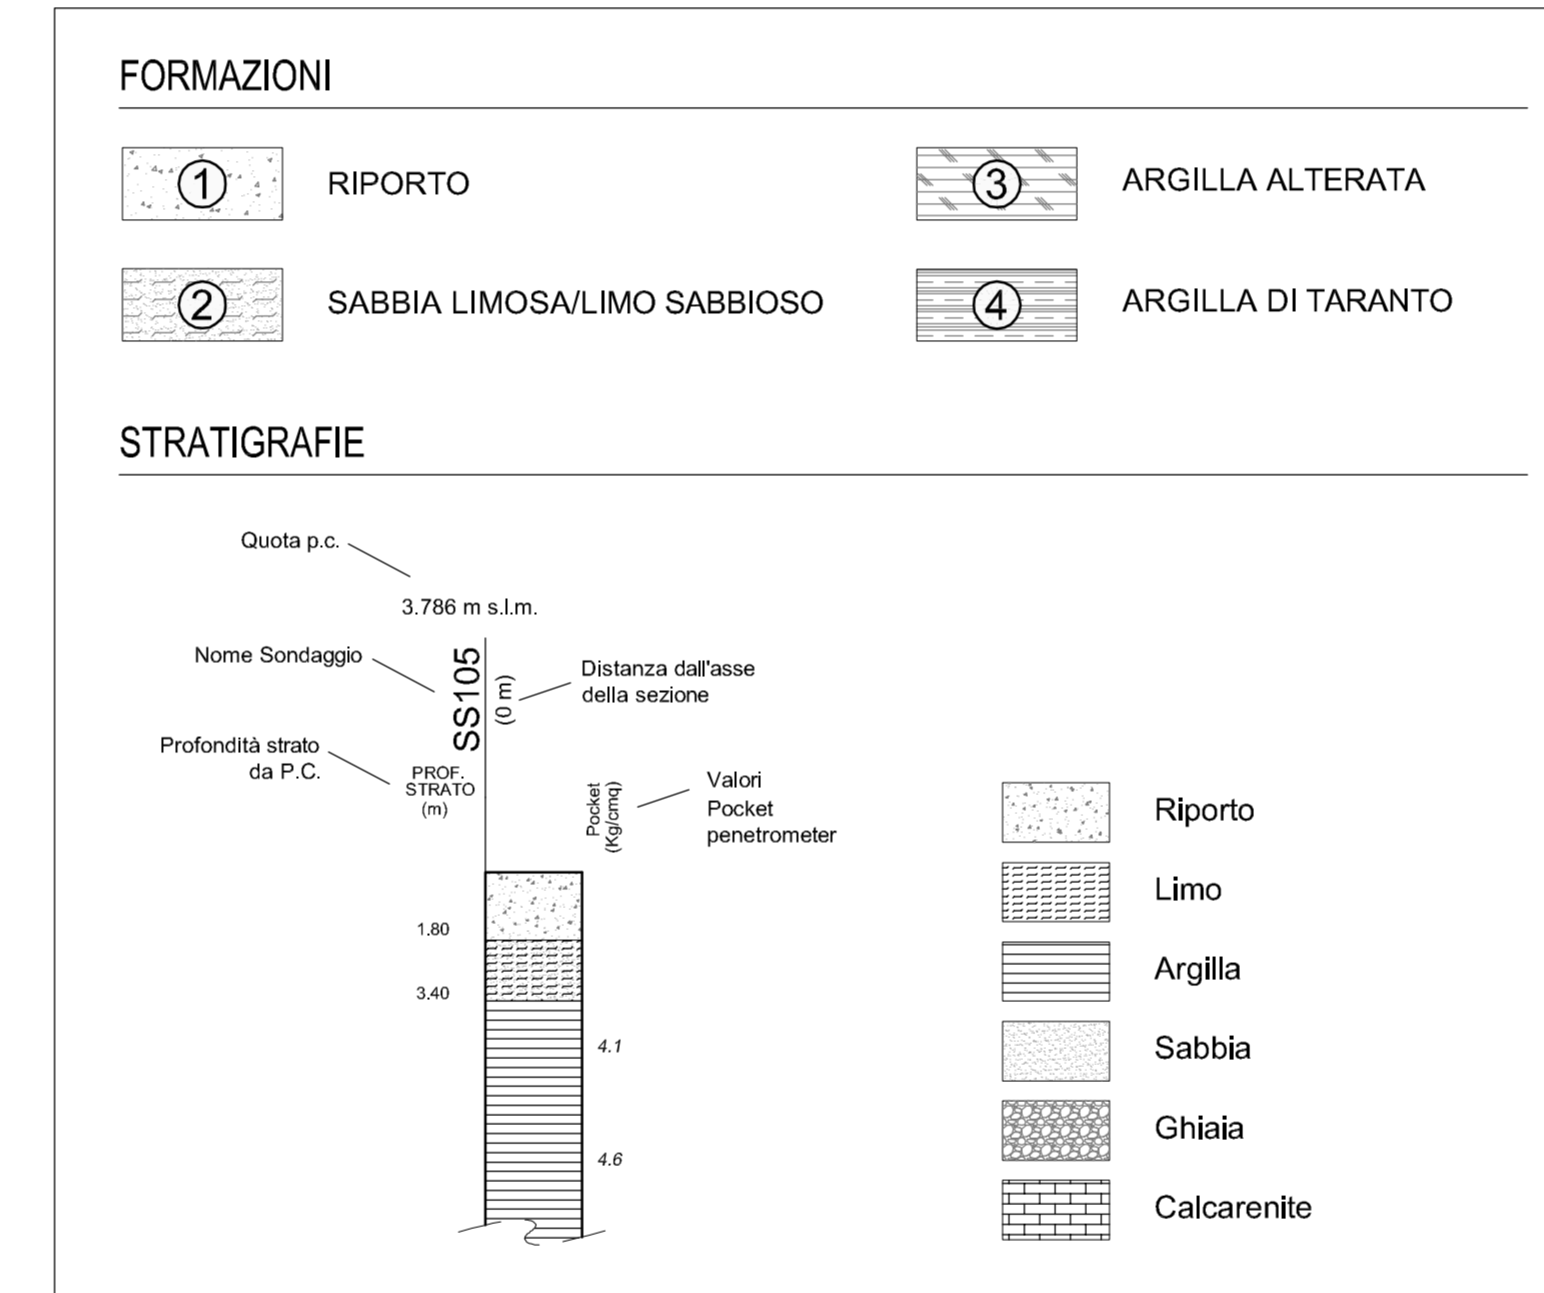 FORMAZIONI
1
RIPORTO
3
ARGILLA ALTERATA
2
SABBIA LIMOSA/LIMO SABBIOSO
4
ARGILLA DI TARANTO
STRATIGRAFIE
Quota p.c.
3.786 m s.l.m.
Nome Sondaggio
SS105
(0 m)
Distanza dall'asse
della sezione
Profondità strato
da P.C.
PROF.
STRATO
(m)
Pocket
(Kg/cmq)
Valori
Pocket
penetrometer
1.80
3.40
4.1
4.6
Riporto
Limo
Argilla
Sabbia
Ghiaia
Calcarenite